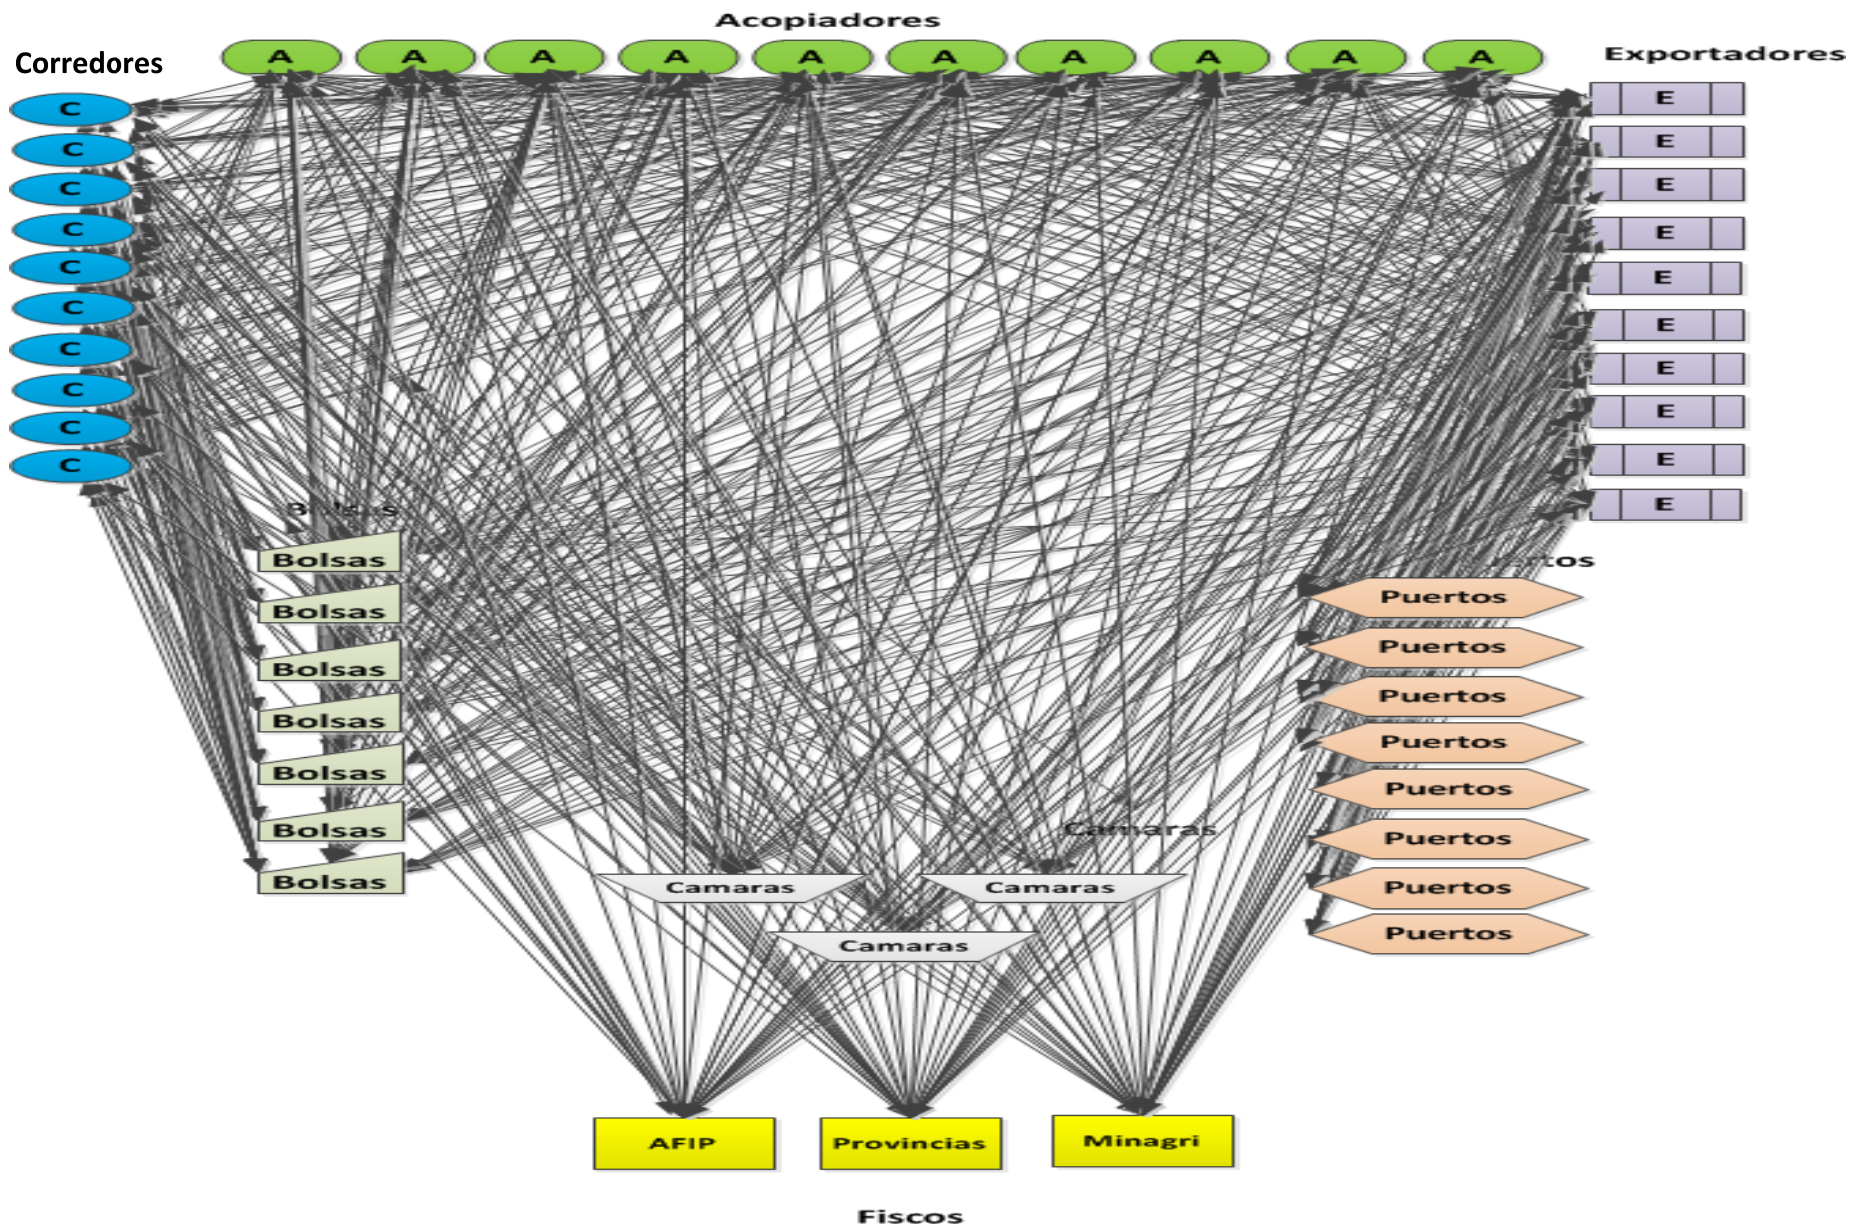 Acopiadores
Corredores
Exportadores
A A A A A A A A A A
C
C
C
C
C
C
C
C
C
C
E
E
E
E
E
E
E
E
E
E
Bolsas
Bolsas
Bolsas
Bolsas
Bolsas
Bolsas
Bolsas
Bolsas
Puertos
Puertos
Puertos
Puertos
Puertos
Puertos
Puertos
Puertos
Camaras
Camaras Camaras
Camaras
AFIP Provincias Minagri
Fiscos